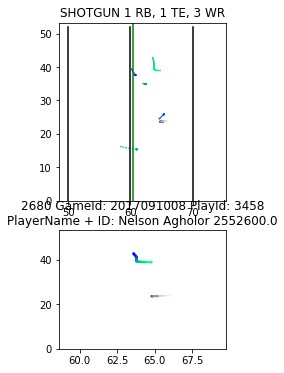 SHOTGUN 1 RB, 1 TE, 3 WR
50
40
30
20
10
0
50 60 70
2680 GameId: 2017091008 PlayId: 3458
PlayerName + ID: Nelson Agholor 2552600.0
40
20
0
60.0 62.5 65.0 67.5